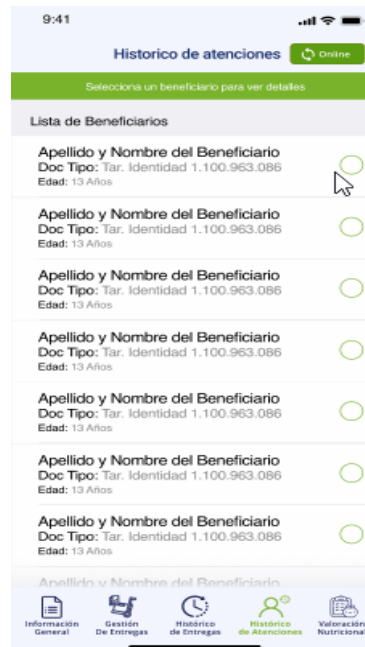 9:41
Historico de atenciones
Online
Selecciona un beneficiario para ver detalles
Lista de Beneficiarios
Apellido y Nombre del Beneficiario
Doc Tipo: Tar. Identidad 1.100.963.086
Edad: 13 Años
Apellido y Nombre del Beneficiario
Doc Tipo: Tar. Identidad 1.100.963.086
Edad: 13 Años
Apellido y Nombre del Beneficiario
Doc Tipo: Tar. Identidad 1.100.963.086
Edad: 13 Años
Apellido y Nombre del Beneficiario
Doc Tipo: Tar. Identidad 1.100.963.086
Edad: 13 Años
Apellido y Nombre del Beneficiario
Doc Tipo: Tar. Identidad 1.100.963.086
Edad: 13 Años
Apellido y Nombre del Beneficiario
Doc Tipo: Tar. Identidad 1.100.963.086
Edad: 13 Años
Apellido y Nombre del Beneficiario
Doc Tipo: Tar. Identidad 1.100.963.086
Edad: 13 Años
Apellido y Nombre del Beneficiario
Información
General
Gestión
De Entregas
Histórico
de Entregas
Histórico
de Atenciones
Valoración
Nutricional